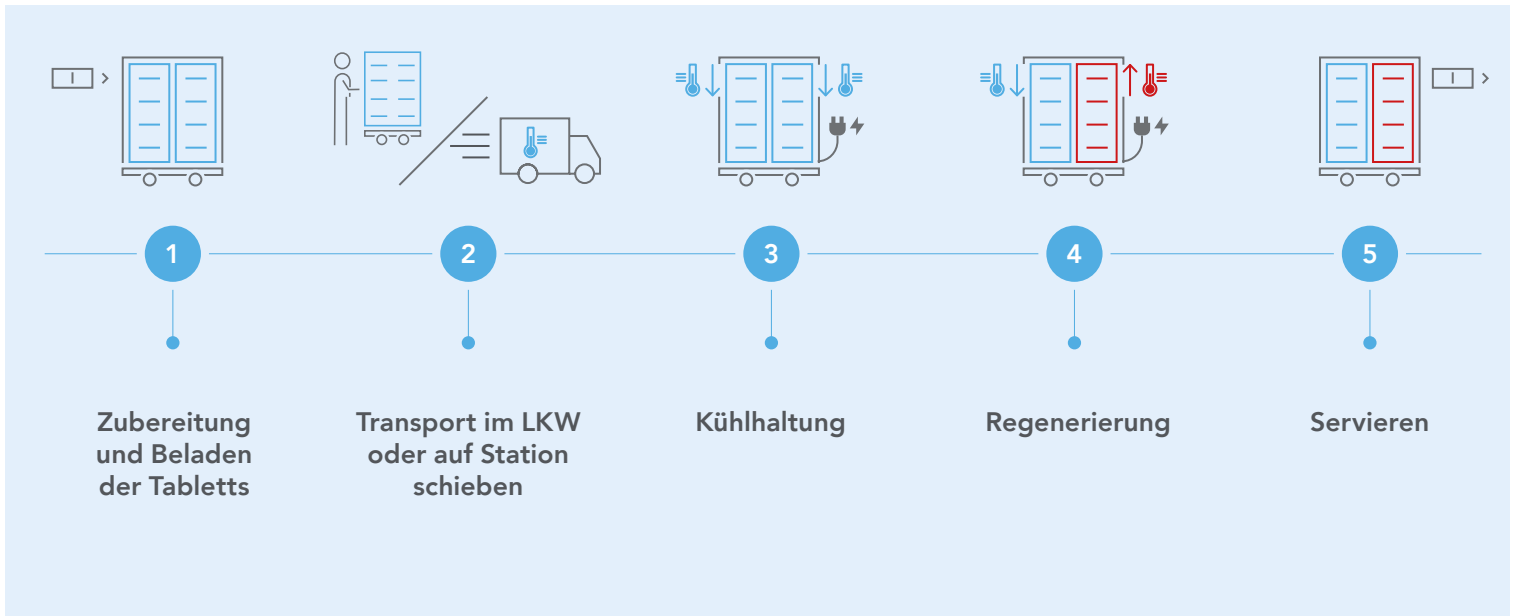 1
2
3
4
5
Zubereitung
und Beladen
der Tabletts
Transport im LKW
oder auf Station
schieben
Kühlhaltung
Regenerierung
Servieren